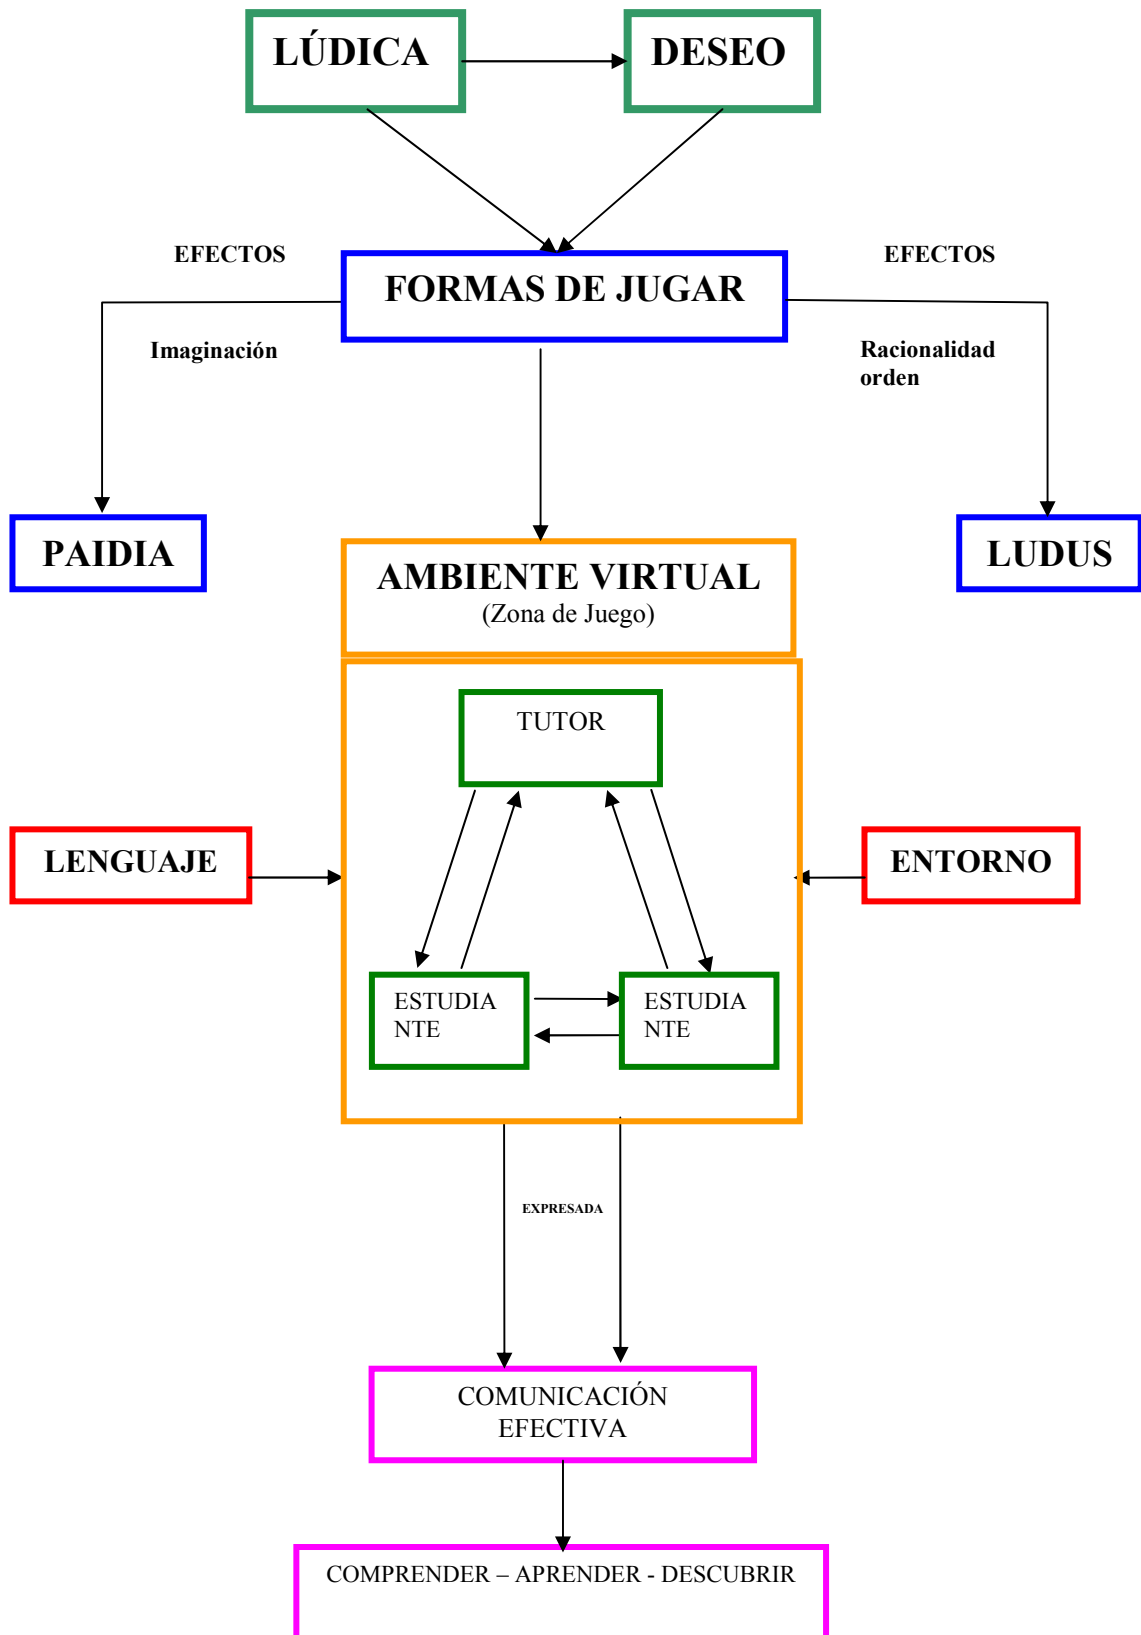 LÚDICA
DESEO
EFECTOS
EFECTOS
FORMAS DE JUGAR
Imaginación
Racionalidad
orden
PAIDIA
LUDUS
AMBIENTE VIRTUAL
(Zona de Juego)
TUTOR
LENGUAJE
ENTORNO
ESTUDIA
NTE
ESTUDIA
NTE
EXPRESADA
COMUNICACIÓN
EFECTIVA
COMPRENDER – APRENDER - DESCUBRIR